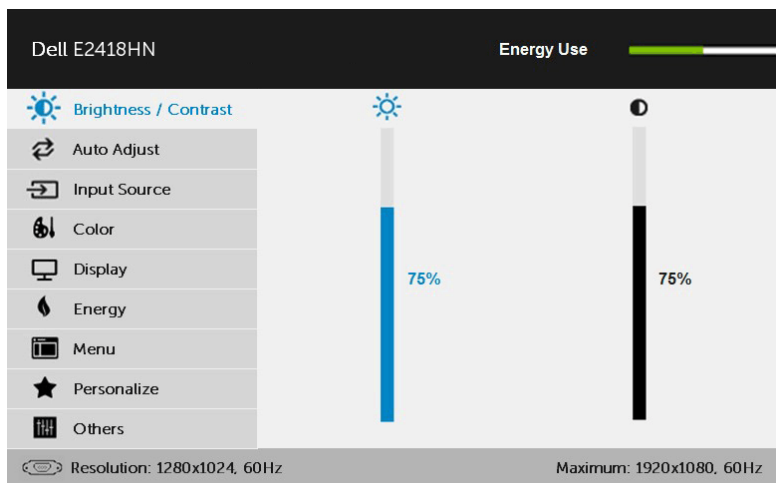 Dell E2418HN
Energy Use
Brightness / Contrast
Auto Adjust
Input Source
Color
Display
Energy
Menu
Personalize
Others
75%
75%
Resolution: 1280x1024, 60Hz
Maximum: 1920x1080, 60Hz